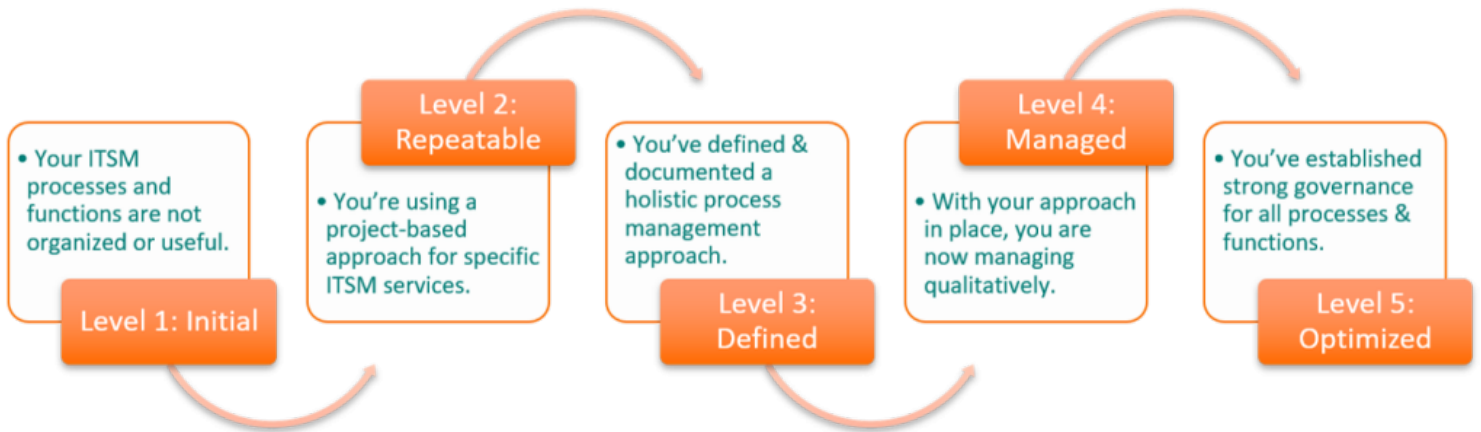 • Your ITSM
processes and
functions are not
organized or useful.
Level 1: Initial
Level 2:
Repeatable
• You’re using a
project-based
approach for specific
ITSM services.
• You’ve defined &
documented a
holistic process
management
approach.
Level 3:
Defined
Level 4:
Managed
• With your approach
in place, you are
now managing
qualitatively.
• You’ve established
strong governance
for all processes &
functions.
Level 5:
Optimized